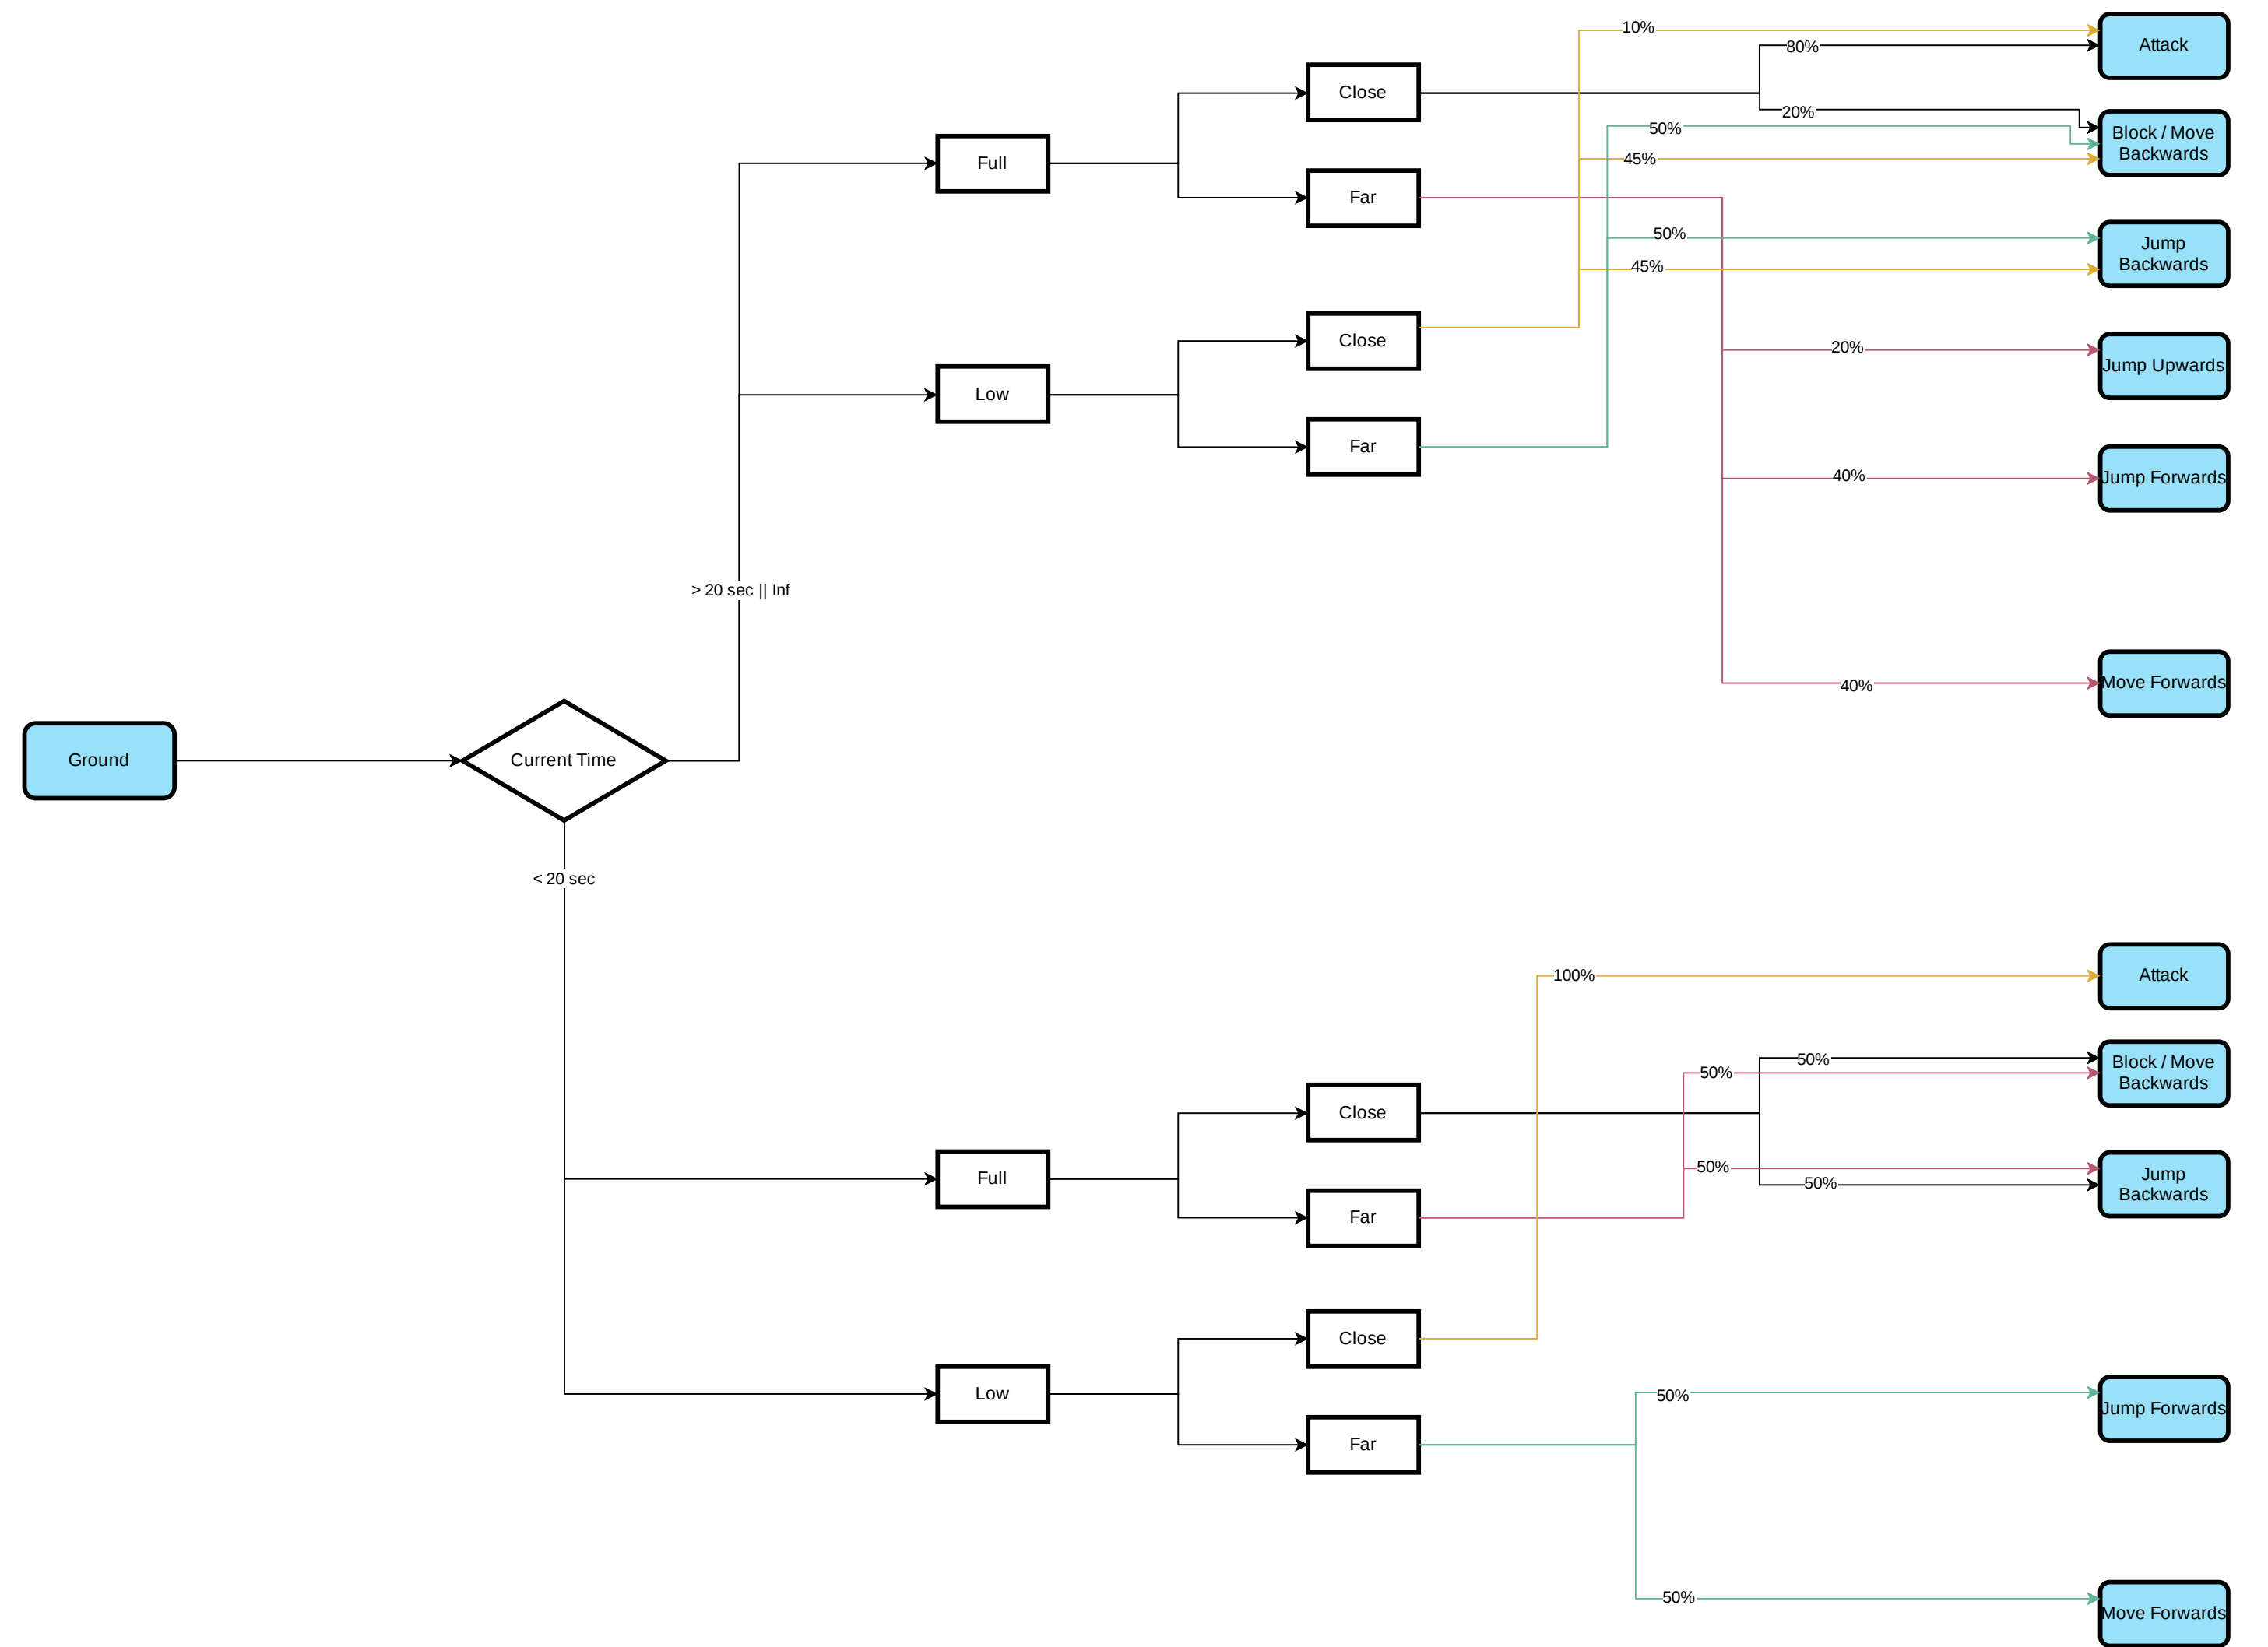 10%
Attack
80%
Close
20%
50%
Block / Move
Backwards
Full
45%
Far
50%
Jump
Backwards
45%
Close
20%
Jump Upwards
Low
Far
40%
Jump Forwards
> 20 sec || Inf
40%
Move Forwards
Ground
Current Time
< 20 sec
100%
Attack
50%
Block / Move
Backwards
50%
Close
50%
Jump
Backwards
Full
50%
Far
Close
Low
50%
Jump Forwards
Far
50%
Move Forwards